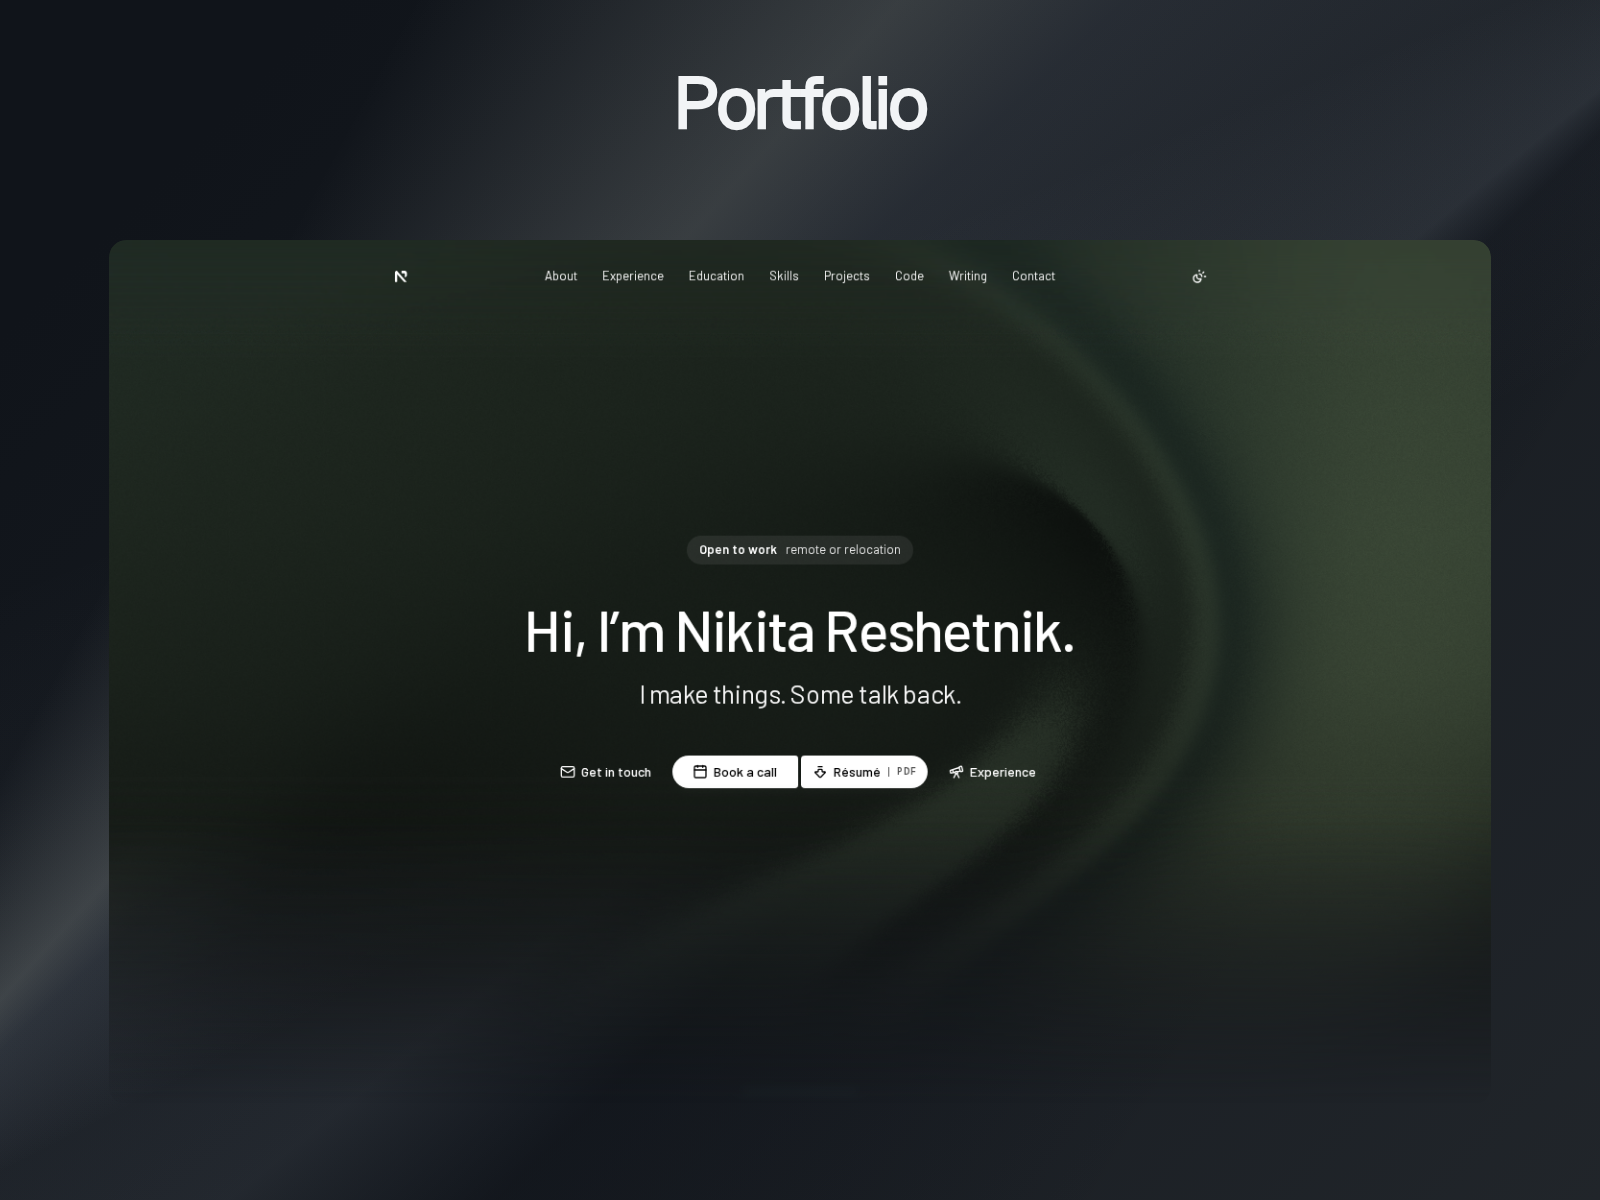 Portfolio
About Experience Education Skills Projects Code Writing Contact
Open to work remote or relocation
Hi, I’m Nikita Reshetnik.
I make things. Some talk back.
Get in touch Book a call Résumé | PDF Experience